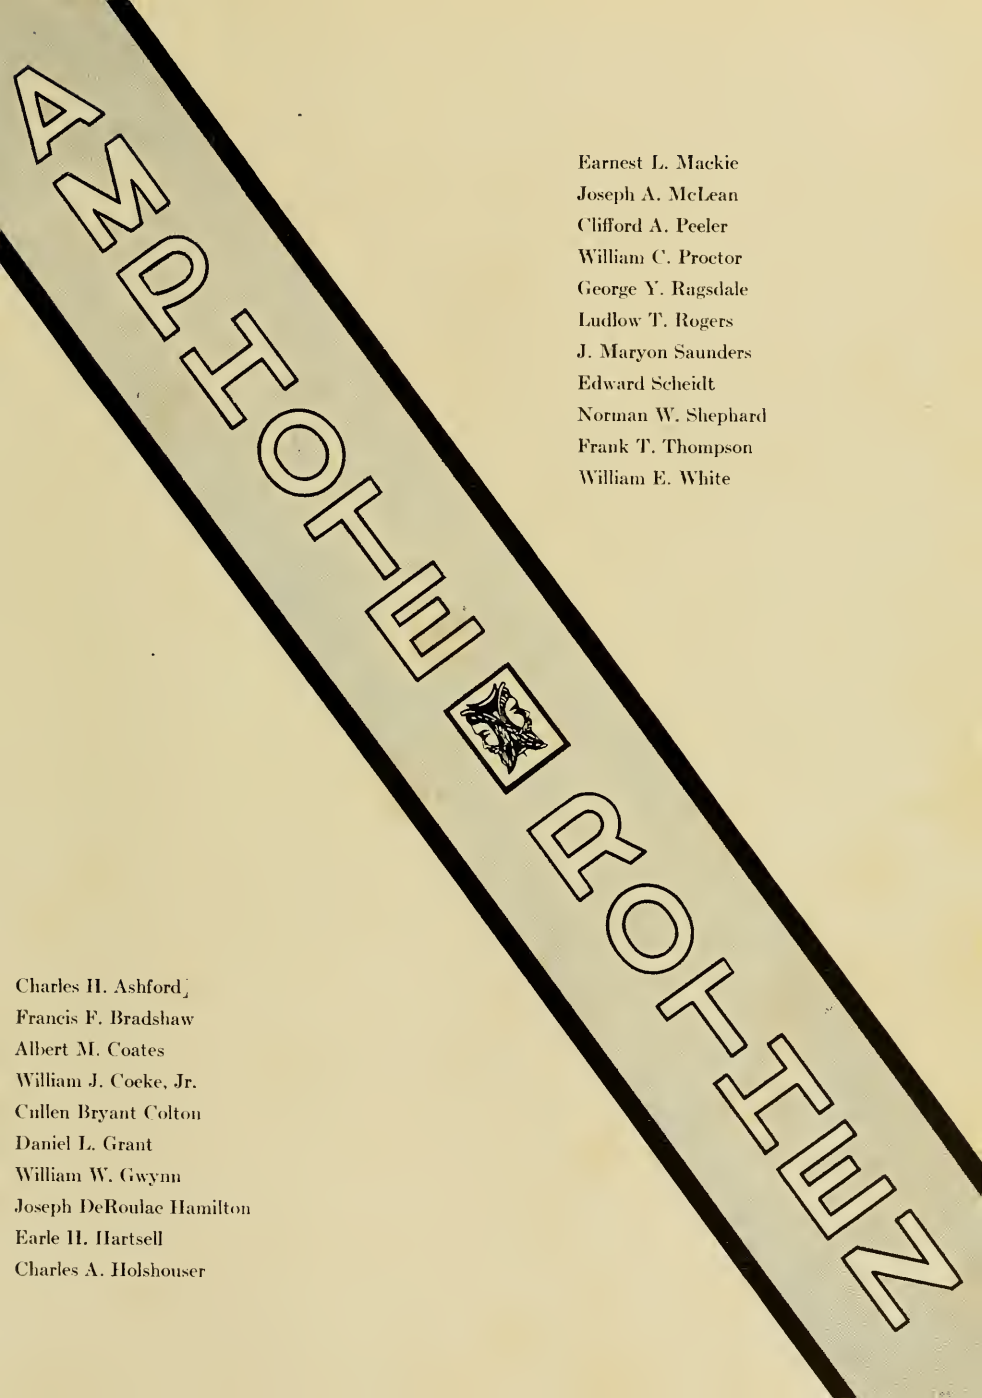 AMPHOTE ROTHEN
Earnest L. Mackie
Joseph A. McLean
Clifford A. Peeler
William C. Proctor
George Y. Ragsdale
Ludlow T. Rogers
J. Maryon Saunders
Edward Scheidt
Norman W. Shephard
Frank T. Thompson
William E. White
Charles H. Ashford
Francis F. Bradshaw
Albert M. Coates
William J. Cocke, Jr.
Cullen Bryant Colton
Daniel L. Grant
William W. Gwynn
Joseph DeRoulac Hamilton
Earle H. Hartsell
Charles A. Holshouser